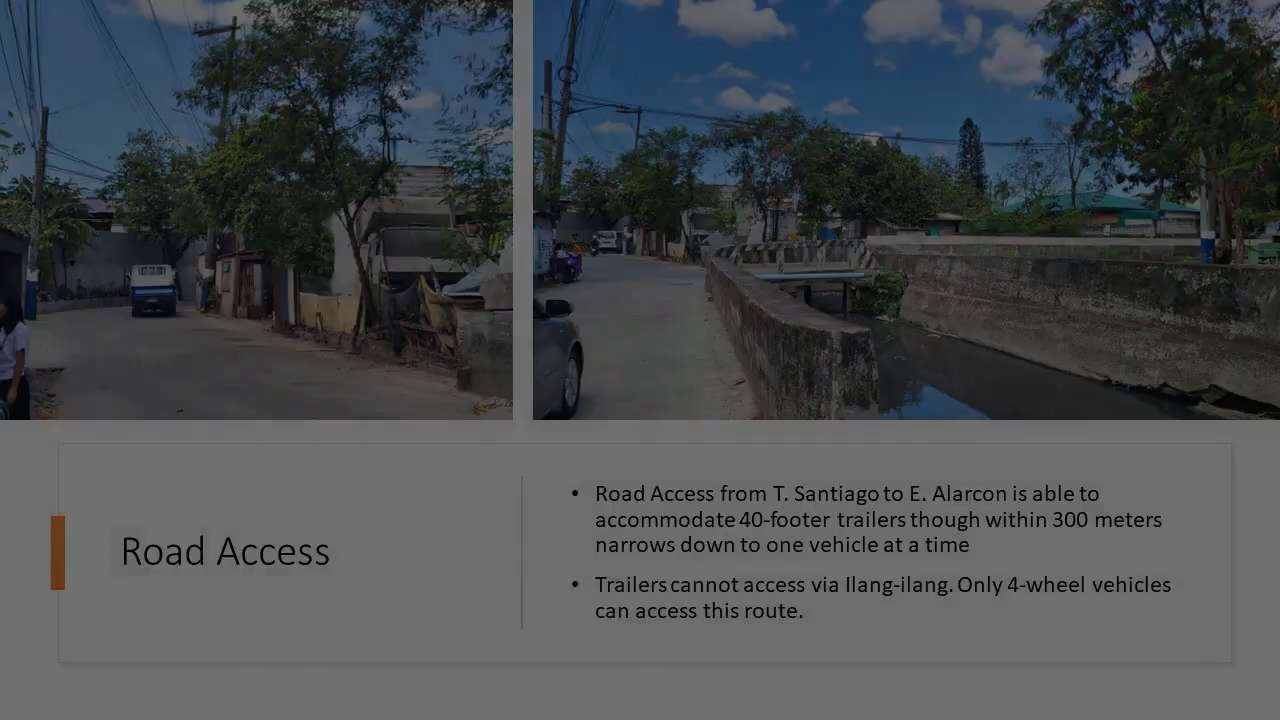 Road Access
• Road Access from T. Santiago to E. Alarcon is able to
accommodate 40-footer trailers though within 300 meters
narrows down to one vehicle at a time
• Trailers cannot access via Ilang-ilang. Only 4-wheel vehicles
can access this route.